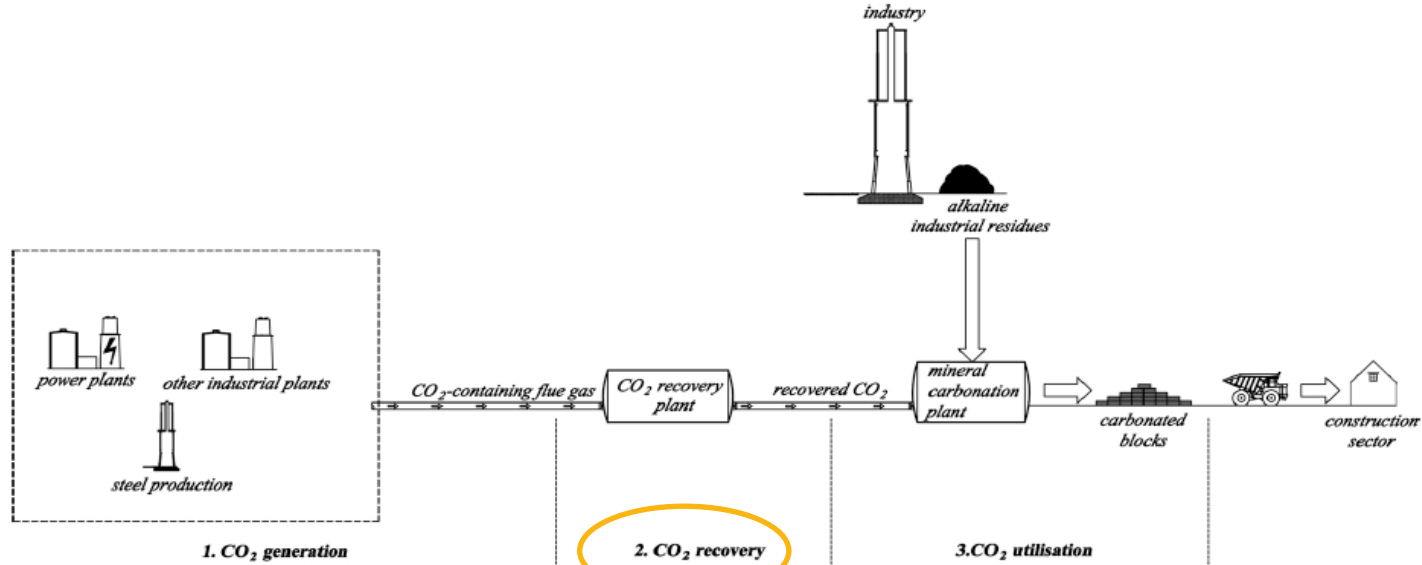 industry
alkaline
industrial residues
power plants
other industrial plants
steel production
CO₂-containing flue gas
CO₂ recovery
plant
recovered CO₂
mineral
carbonation
plant
carbonated
blocks
construction
sector
1. CO₂ generation
2. CO₂ recovery
3.CO₂ utilisation